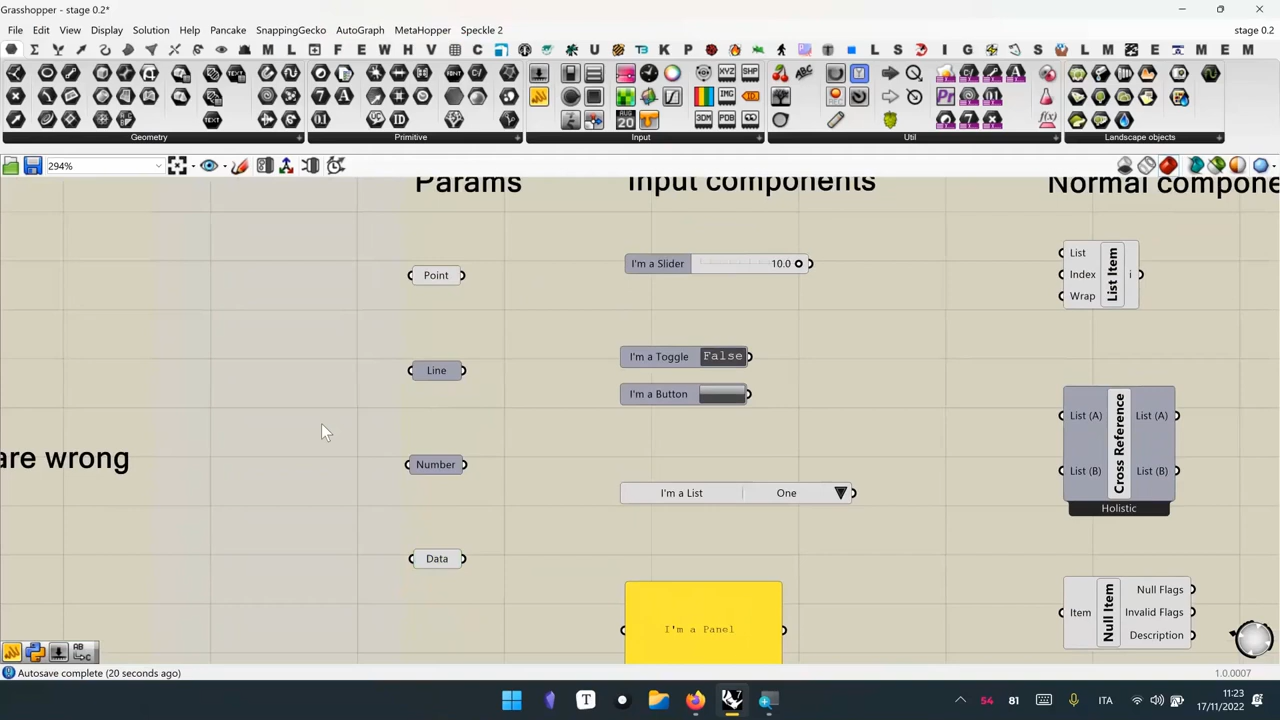 Grasshopper - stage 0.2*
File Edit View Display Solution Help Pancake SnappingGecko AutoGraph MetaHopper Speckle 2 stage 0.2
Geometry Primitive Input Util Landscape objects
294%
Params Input components Normal compone
Point
I'm a Slider 10.0
List
Index
Wrap
List Item
i
I'm a Toggle False
Line
I'm a Button
List (A)
List (B)
Cross Reference
List (A)
List (B)
Holistic
are wrong
Number
I'm a List One
Data
I'm a Panel
Item
Null Item
Null Flags
Invalid Flags
Description
Autosave complete (20 seconds ago) 1.0.0007
54 81 ITA 11:23
17/11/2022